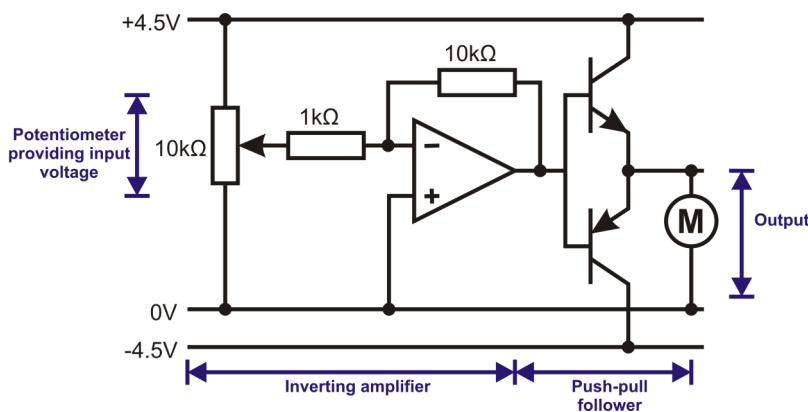 +4.5V
10kΩ
1kΩ
Potentiometer
providing input
voltage
10kΩ
−
+
M
Output
0V
-4.5V
Inverting amplifier
Push-pull
follower